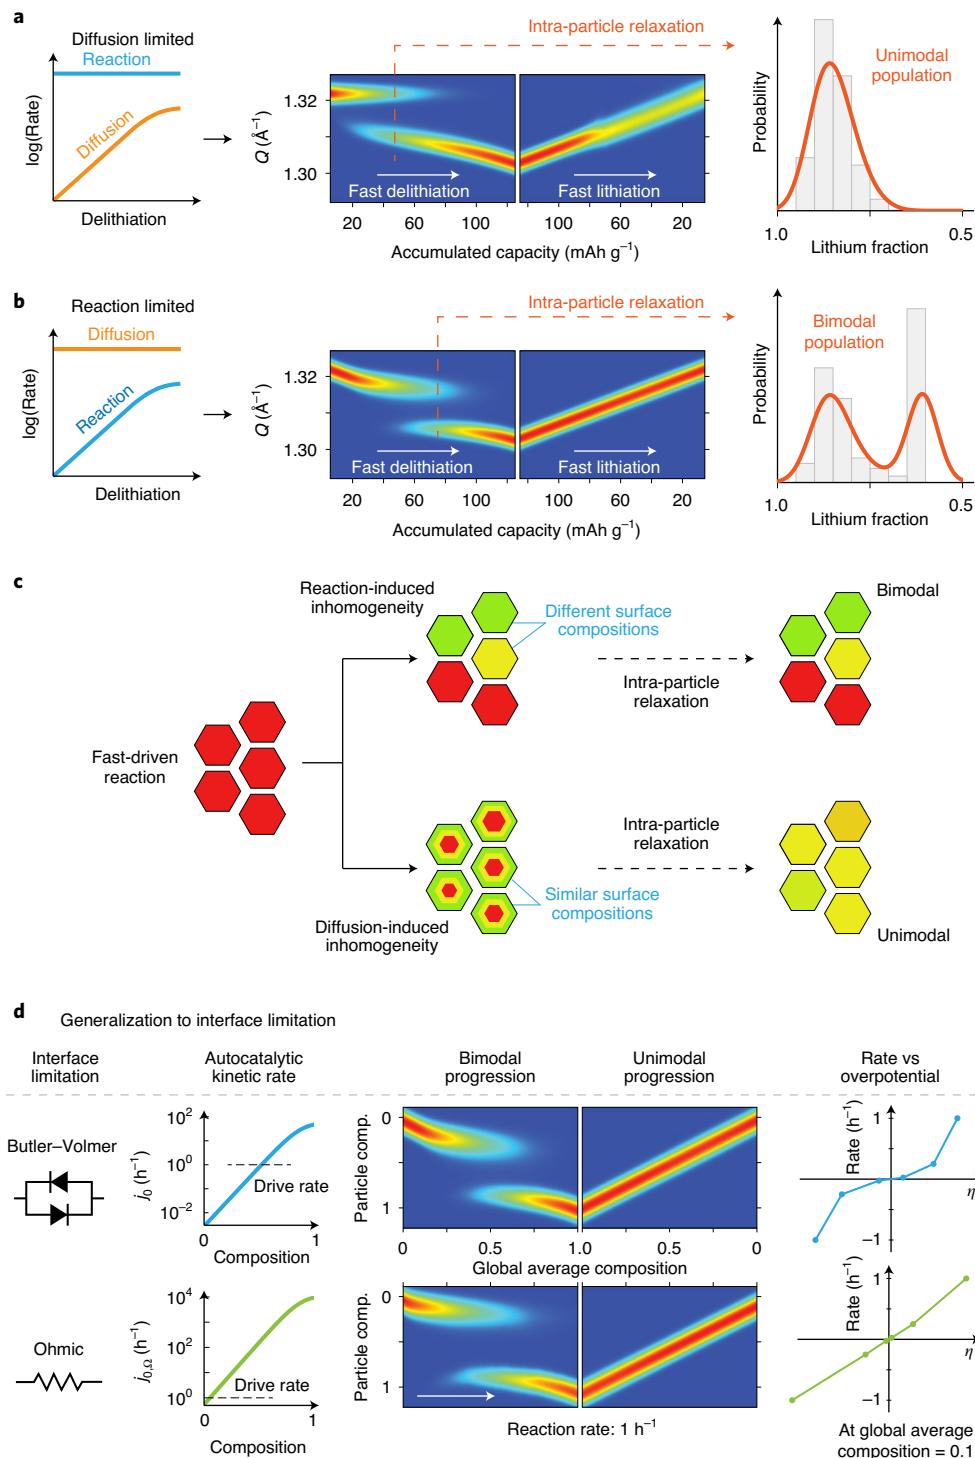 a
Diffusion limited
Reaction
Diffusion
log(Rate)
Delithiation
Intra-particle relaxation
Q (Å⁻¹)
1.32
1.30
Fast delithiation
Fast lithiation
20 60 100 100 60 20
Accumulated capacity (mAh g⁻¹)
Probability
Unimodal
population
1.0 0.5
Lithium fraction
b
Reaction limited
Diffusion
Reaction
log(Rate)
Delithiation
Intra-particle relaxation
Q (Å⁻¹)
1.32
1.30
Fast delithiation
Fast lithiation
20 60 100 100 60 20
Accumulated capacity (mAh g⁻¹)
Probability
Bimodal
population
1.0 0.5
Lithium fraction
c
Fast-driven
reaction
Reaction-induced
inhomogeneity
Different surface
compositions
Intra-particle
relaxation
Bimodal
Diffusion-induced
inhomogeneity
Similar surface
compositions
Intra-particle
relaxation
Unimodal
d
Generalization to interface limitation
Interface
limitation
Autocatalytic
kinetic rate
Bimodal
progression
Unimodal
progression
Rate vs
overpotential
Butler–Volmer
j₀ (h⁻¹)
10²
10⁰
10⁻²
Drive rate
0 1
Composition
Particle comp.
0
1
0 0.5 1.0 0.5 0
Global average composition
Rate (h⁻¹)
1
−1
η
Ohmic
j₀,Ω (h⁻¹)
10⁴
10²
10⁰
Drive rate
0 1
Composition
Particle comp.
0
1
Reaction rate: 1 h⁻¹
Rate (h⁻¹)
1
−1
η
At global average
composition = 0.1